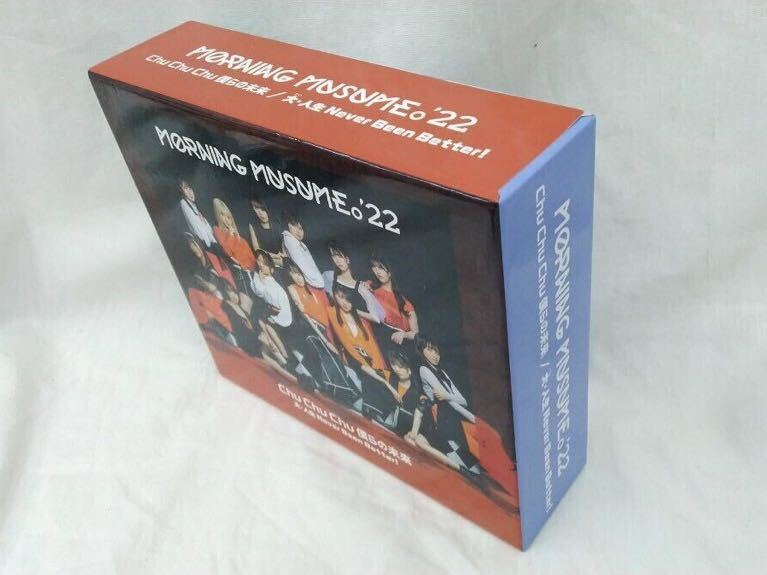 MORNING MUSUME。'22
Chu Chu Chu 僕らの未来 / 大・人生 Never Been Better!
MORNING MUSUME。'22
Chu Chu Chu 僕らの未来
大・人生 Never Been Better!
MORNING MUSUME。'22
Chu Chu Chu 僕らの未来 / 大・人生 Never Been Better!